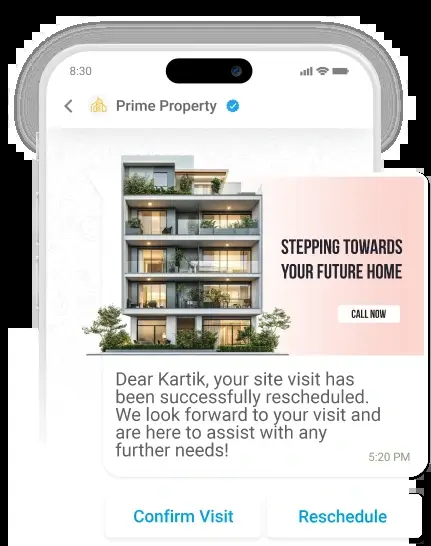 8:30
Prime Property
STEPPING TOWARDS
YOUR FUTURE HOME
CALL NOW
Dear Kartik, your site visit has
been successfully rescheduled.
We look forward to your visit and
are here to assist with any
further needs!
5:20 PM
Confirm Visit
Reschedule